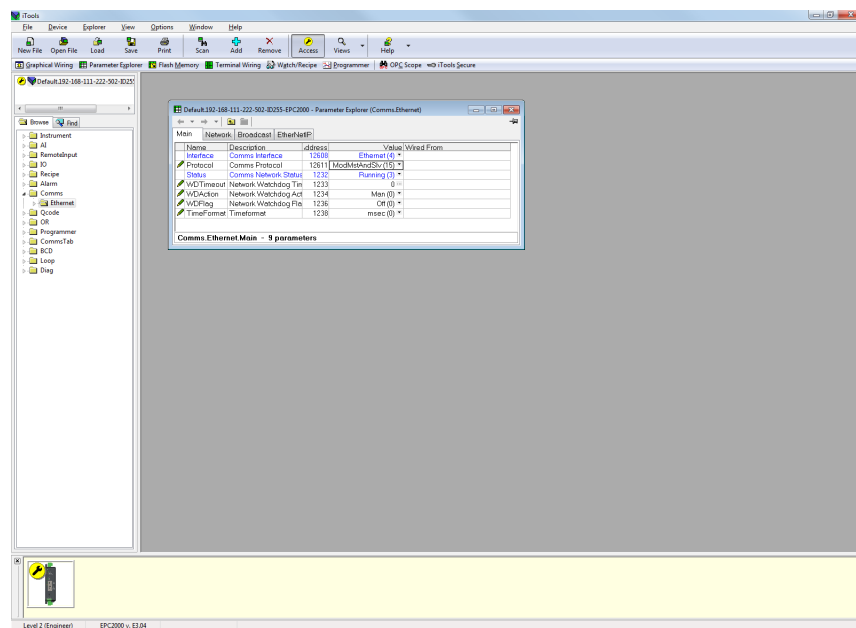 iTools
File Device Explorer View Options Window Help
New File Open File Load Save Print Scan Add Remove Access Views Help
Graphical Wiring Parameter Explorer Flash Memory Terminal Wiring Watch/Recipe Programmer OPC Scope iTools Secure
Default.192-168-111-222-502-ID255
Browse Find
Instrument
AI
RemoteInput
IO
Recipe
Alarm
Comms
Ethernet
Qcode
OR
Programmer
CommsTab
BCD
Loop
Diag
Default.192-168-111-222-502-ID255-EPC2000 - Parameter Explorer (Comms.Ethernet)
Main Network Broadcast EtherNetIP
Name Description ddress Value Wired From
Interface Comms Interface 12608 Ethernet (4)
Protocol Comms Protocol 12611 ModMstAndSlv (15)
Status Comms Network Status 1232 Running (3)
WDTimeout Network Watchdog Tin 1233 0
WDAction Network Watchdog Act 1234 Man (0)
WDFlag Network Watchdog Fla 1236 Off (0)
TimeFormat Timeformat 1238 msec (0)
Comms.Ethernet.Main - 9 parameters
Level 2 (Engineer) EPC2000 v. E3.04